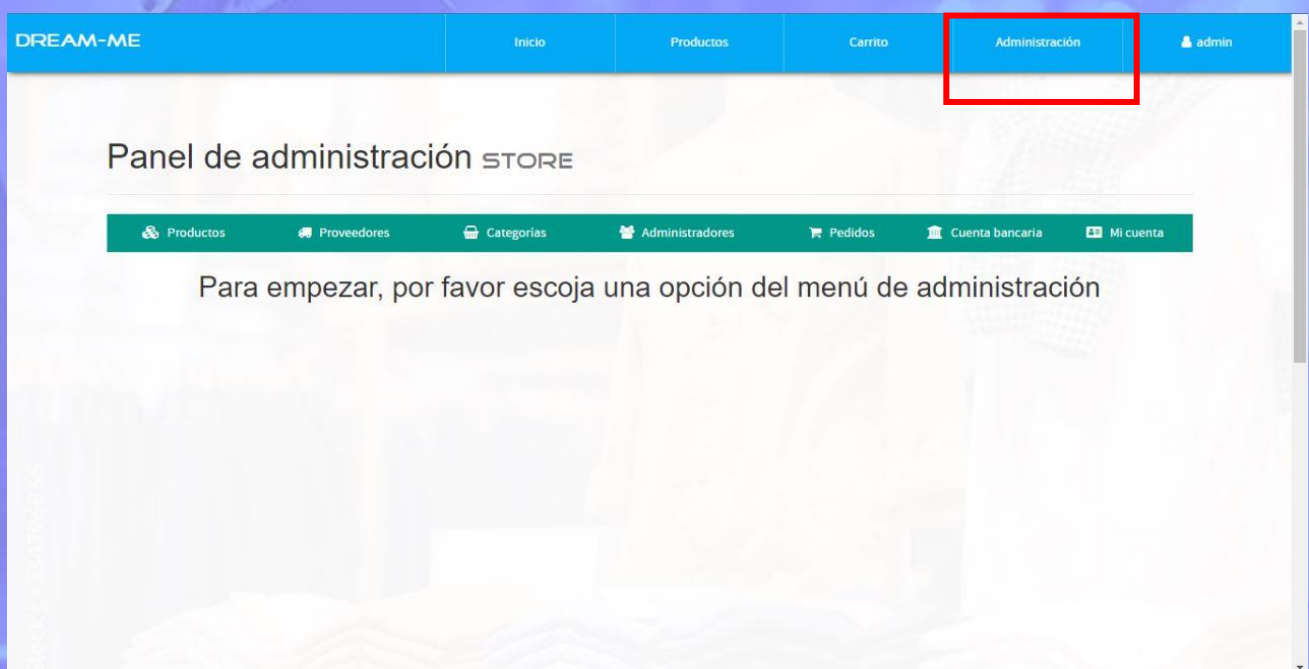 DREAM-ME Inicio Productos Carrito Administración admin
Panel de administración STORE
Productos Proveedores Categorías Administradores Pedidos Cuenta bancaria Mi cuenta
Para empezar, por favor escoja una opción del menú de administración